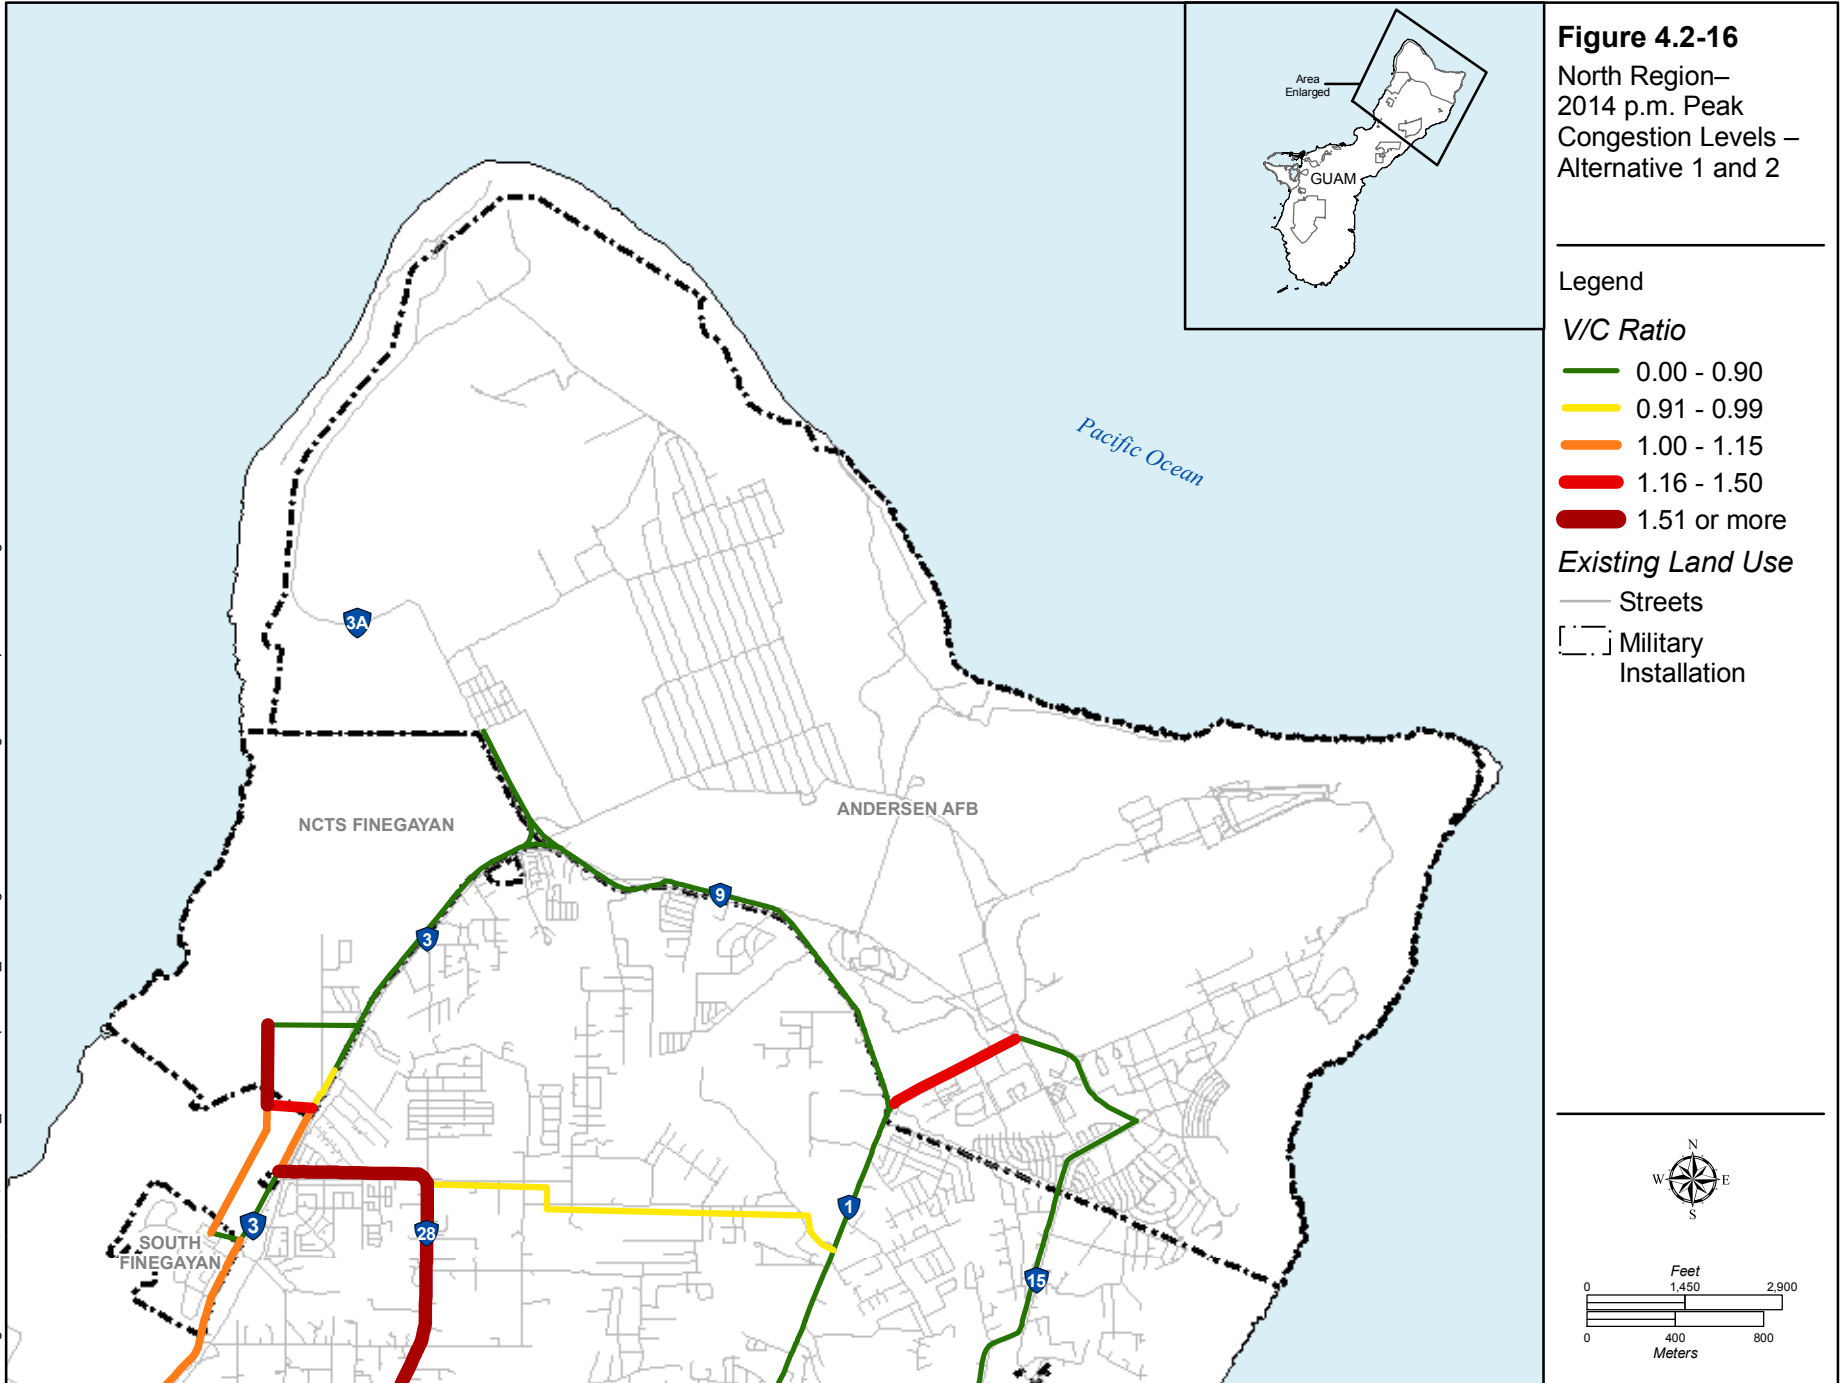 Figure 4.2-16
North Region–
2014 p.m. Peak
Congestion Levels –
Alternative 1 and 2
Legend
V/C Ratio
0.00 - 0.90
0.91 - 0.99
1.00 - 1.15
1.16 - 1.50
1.51 or more
Existing Land Use
Streets
Military
Installation
N
W E
S
Feet
0 1,450 2,900
0 400 800
Meters
Area
Enlarged
GUAM
Pacific Ocean
3A
NCTS FINEGAYAN
ANDERSEN AFB
9
3
1
3
28
SOUTH
FINEGAYAN
15